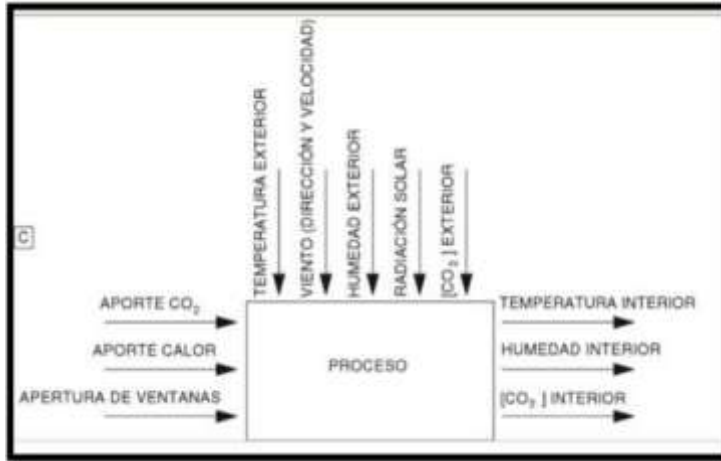 TEMPERATURA EXTERIOR
VIENTO (DIRECCIÓN Y VELOCIDAD)
HUMEDAD EXTERIOR
RADIACIÓN SOLAR
[CO₂] EXTERIOR
C
APORTE CO₂
APORTE CALOR
APERTURA DE VENTANAS
PROCESO
TEMPERATURA INTERIOR
HUMEDAD INTERIOR
[CO₂] INTERIOR